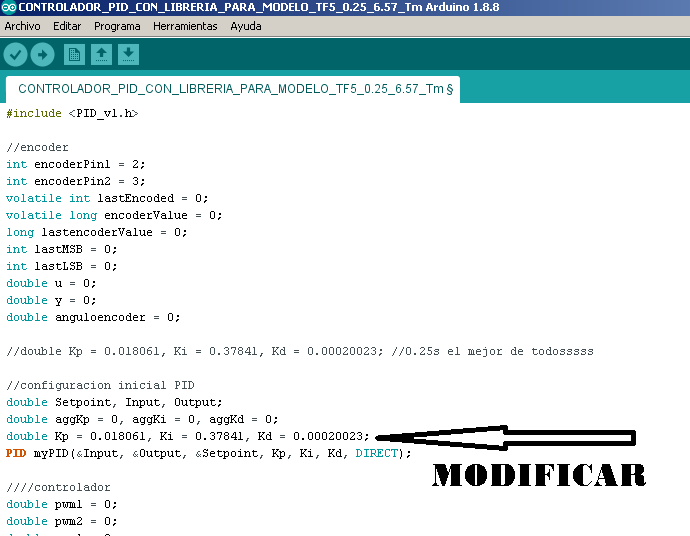 CONTROLADOR_PID_CON_LIBRERIA_PARA_MODELO_TF5_0.25_6.57_Tm Arduino 1.8.8
Archivo Editar Programa Herramientas Ayuda
CONTROLADOR_PID_CON_LIBRERIA_PARA_MODELO_TF5_0.25_6.57_Tm §
#include <PID_v1.h>
//encoder
int encoderPin1 = 2;
int encoderPin2 = 3;
volatile int lastEncoded = 0;
volatile long encoderValue = 0;
long lastencoderValue = 0;
int lastMSB = 0;
int lastLSB = 0;
double u = 0;
double y = 0;
double anguloencoder = 0;
//double Kp = 0.018061, Ki = 0.37841, Kd = 0.00020023; //0.25s el mejor de todosssss
//configuracion inicial PID
double Setpoint, Input, Output;
double aggKp = 0, aggKi = 0, aggKd = 0;
double Kp = 0.018061, Ki = 0.37841, Kd = 0.00020023;
PID myPID(&Input, &Output, &Setpoint, Kp, Ki, Kd, DIRECT);
MODIFICAR
////controlador
double pwm1 = 0;
double pwm2 = 0;